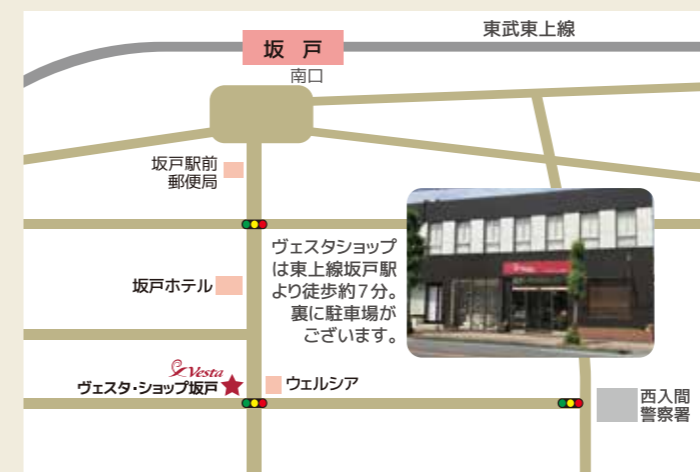 東武東上線
坂 戸
南口
坂戸駅前
郵便局
ヴェスタショップ
は東上線坂戸駅
より徒歩約7分。
裏に駐車場が
ございます。
坂戸ホテル
Vesta
ヴェスタ・ショップ坂戸
ウェルシア
西入間
警察署
Vesta